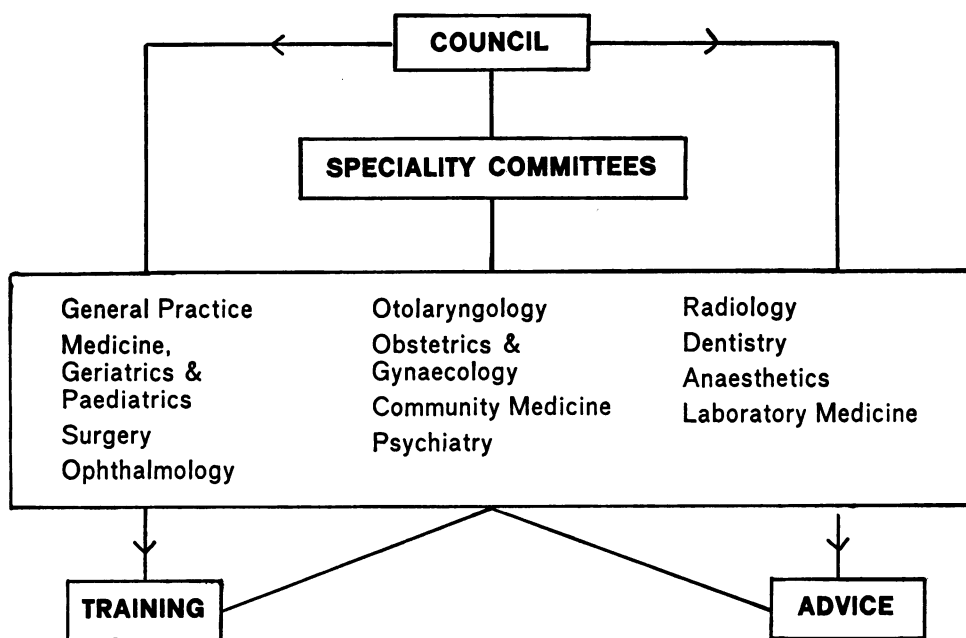 COUNCIL
SPECIALITY COMMITTEES
General Practice
Medicine,
Geriatrics &
Paediatrics
Surgery
Ophthalmology
Otolaryngology
Obstetrics &
Gynaecology
Community Medicine
Psychiatry
Radiology
Dentistry
Anaesthetics
Laboratory Medicine
TRAINING
ADVICE